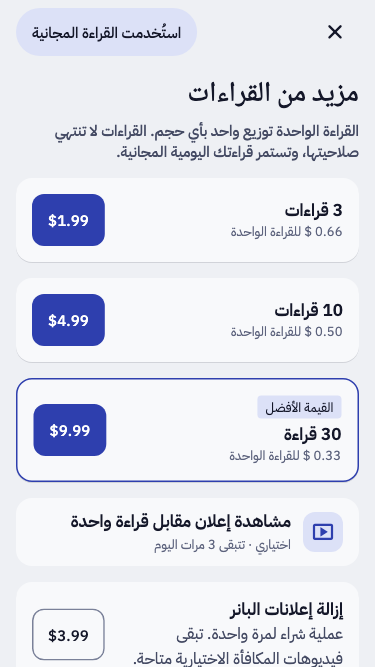 استُخدمت القراءة المجانية
مزيد من القراءات
القراءة الواحدة توزيع واحد بأي حجم. القراءات لا تنتهي
صلاحيتها، وتستمر قراءتك اليومية المجانية.
3 قراءات
0.66 $ للقراءة الواحدة
$1.99
10 قراءات
0.50 $ للقراءة الواحدة
$4.99
القيمة الأفضل
30 قراءة
0.33 $ للقراءة الواحدة
$9.99
مشاهدة إعلان مقابل قراءة واحدة
اختياري · تتبقى 3 مرات اليوم
إزالة إعلانات البانر
عملية شراء لمرة واحدة. تبقى
فيديوهات المكافأة الاختيارية متاحة.
$3.99